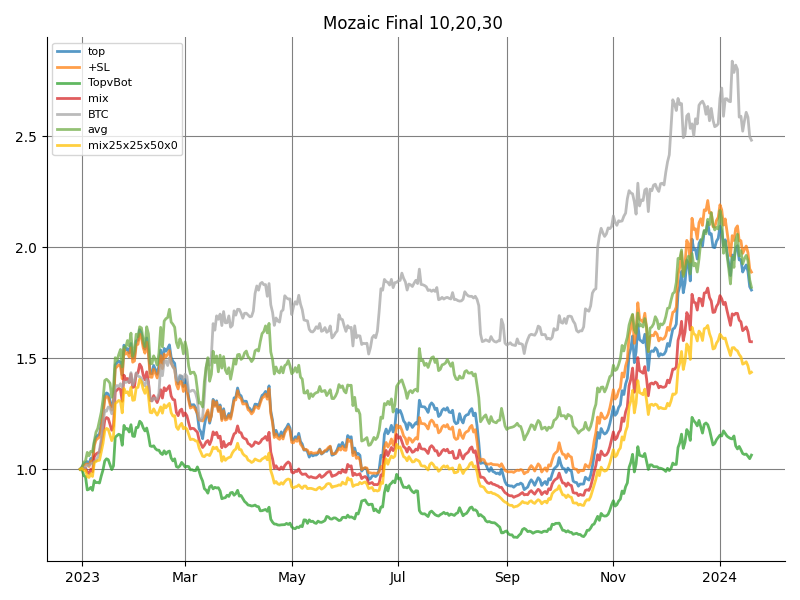 Mozaic Final 10,20,30
top
+SL
TopvBot
mix
BTC
avg
mix25x25x50x0
2.5
2.0
1.5
1.0
2023 Mar May Jul Sep Nov 2024